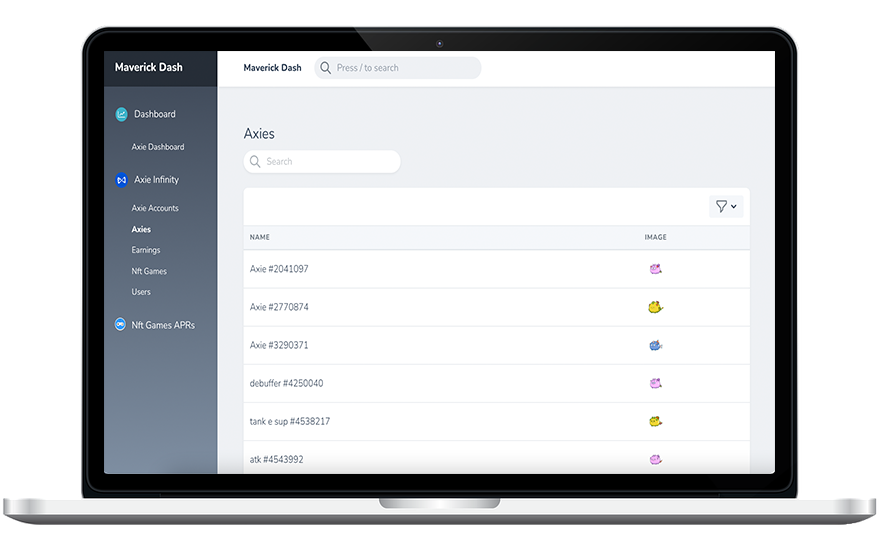 Maverick Dash
Dashboard
Axie Dashboard
Axie Infinity
Axie Accounts
Axies
Earnings
Nft Games
Users
Nft Games APRs
Maverick Dash
Press / to search
Axies
Search
NAME IMAGE
Axie #2041097
Axie #2770874
Axie #3290371
debuffer #4250040
tank e sup #4538217
atk #4543992